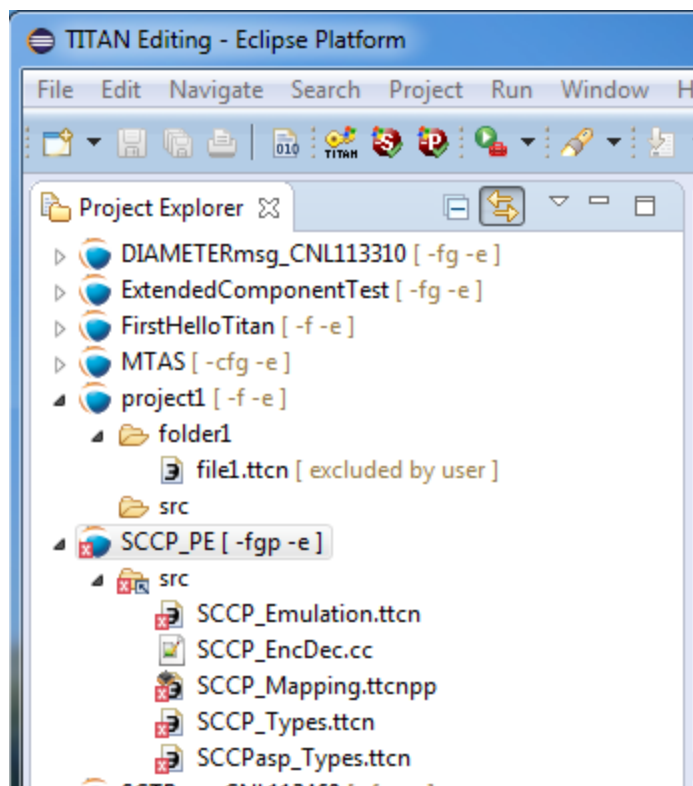 TITAN Editing - Eclipse Platform
File Edit Navigate Search Project Run Window H
010 TITAN S P
Project Explorer
DIAMETERmsg_CNL113310 [ -fg -e ]
ExtendedComponentTest [ -fg -e ]
FirstHelloTitan [ -f -e ]
MTAS [ -cfg -e ]
project1 [ -f -e ]
folder1
file1.ttcn [ excluded by user ]
src
SCCP_PE [ -fgp -e ]
src
SCCP_Emulation.ttcn
SCCP_EncDec.cc
SCCP_Mapping.ttcnpp
SCCP_Types.ttcn
SCCPasp_Types.ttcn